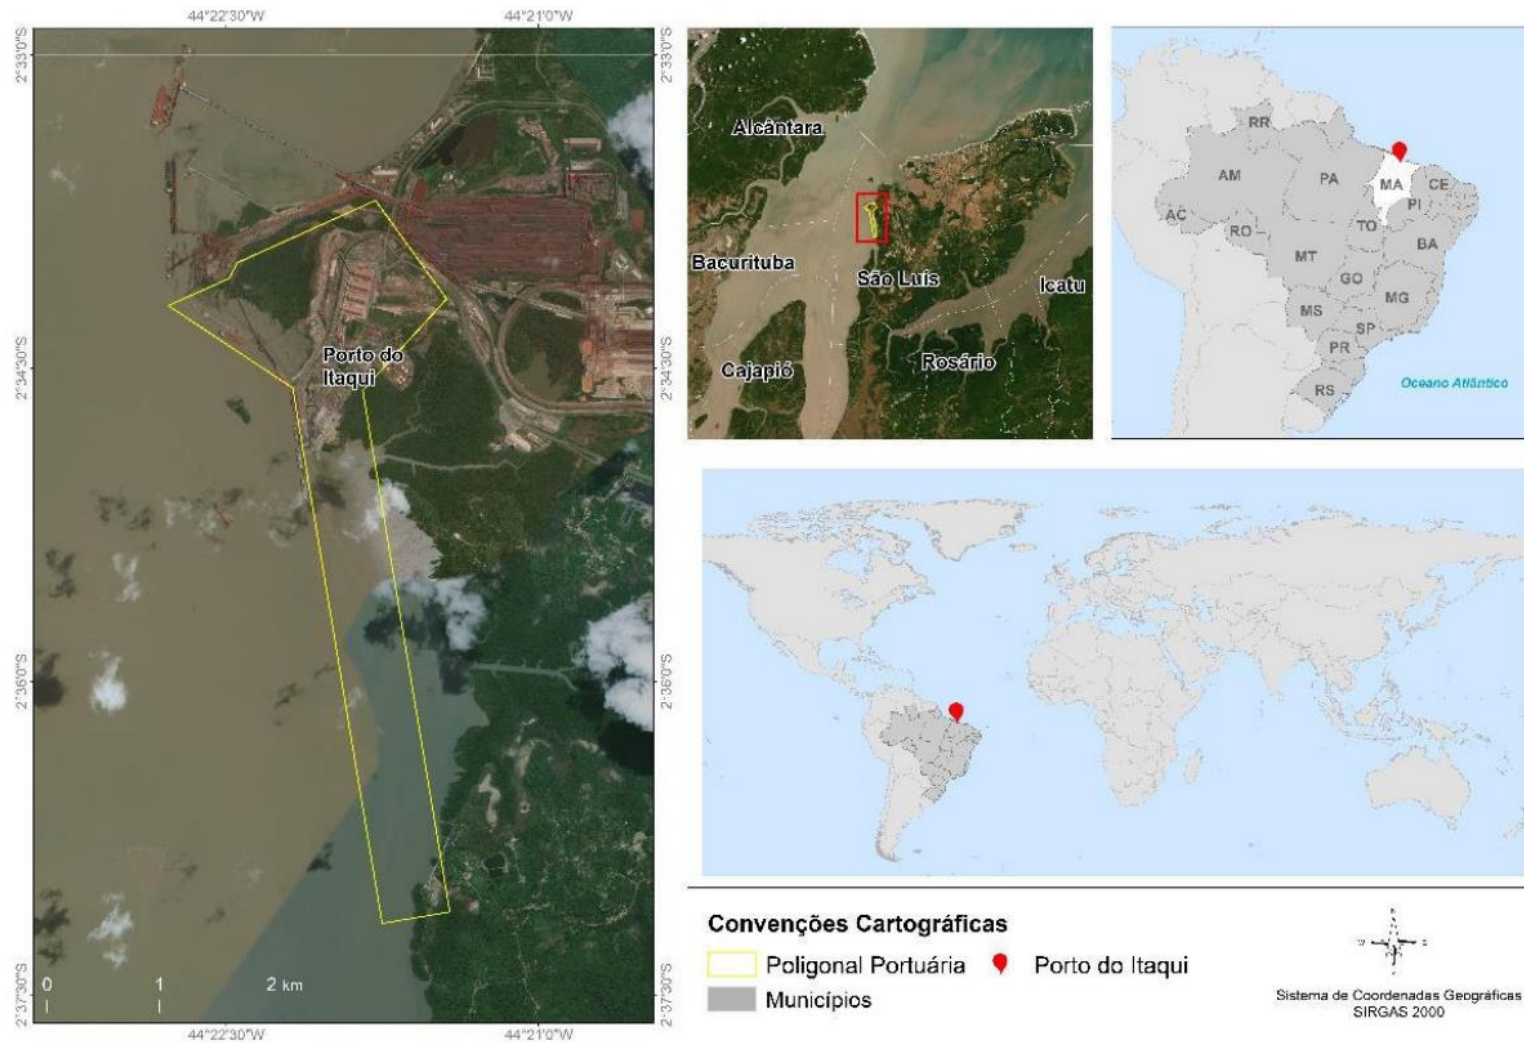 44°22'30"W
44°21'0"W
2°33'0"S
2°33'0"S
2°34'30"S
2°34'30"S
2°36'0"S
2°36'0"S
2°37'30"S
2°37'30"S
Porto do
Itaqui
0
1
2 km
44°22'30"W
44°21'0"W
Alcântara
Bacurituba
São Luís
Icatu
Cajapió
Rosário
RR
AM
PA
MA
CE
PI
AC
RO
TO
BA
MT
GO
MG
MS
SP
PR
RS
Oceano Atlântico
Convenções Cartográficas
Poligonal Portuária
Porto do Itaqui
Municípios
N
W
E
S
Sistema de Coordenadas Geográficas
SIRGAS 2000